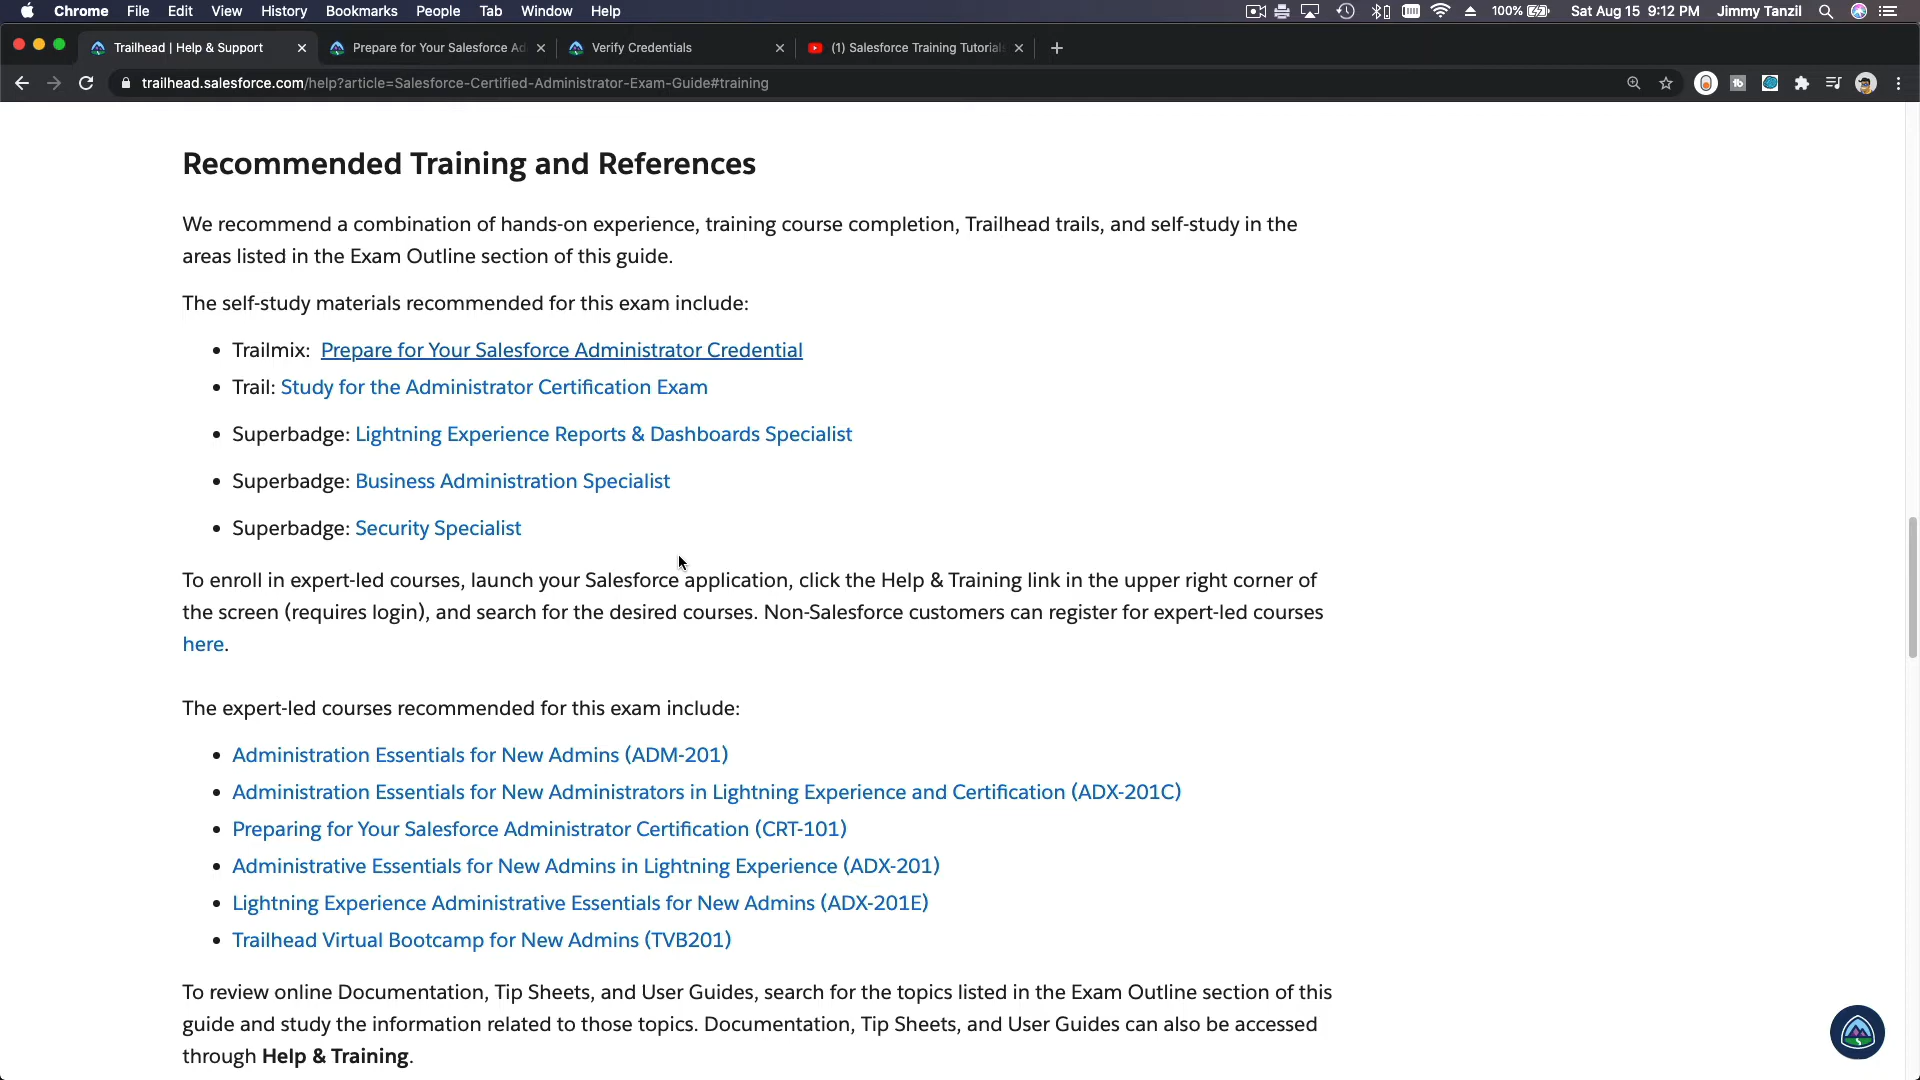 Chrome File Edit View History Bookmarks People Tab Window Help 100% Sat Aug 15 9:12 PM Jimmy Tanzil
Trailhead | Help & Support Prepare for Your Salesforce Ad Verify Credentials (1) Salesforce Training Tutorial
trailhead.salesforce.com/help?article=Salesforce-Certified-Administrator-Exam-Guide#training
Recommended Training and References
We recommend a combination of hands-on experience, training course completion, Trailhead trails, and self-study in the
areas listed in the Exam Outline section of this guide.
The self-study materials recommended for this exam include:
• Trailmix: Prepare for Your Salesforce Administrator Credential
• Trail: Study for the Administrator Certification Exam
• Superbadge: Lightning Experience Reports & Dashboards Specialist
• Superbadge: Business Administration Specialist
• Superbadge: Security Specialist
To enroll in expert-led courses, launch your Salesforce application, click the Help & Training link in the upper right corner of
the screen (requires login), and search for the desired courses. Non-Salesforce customers can register for expert-led courses
here.
The expert-led courses recommended for this exam include:
• Administration Essentials for New Admins (ADM-201)
• Administration Essentials for New Administrators in Lightning Experience and Certification (ADX-201C)
• Preparing for Your Salesforce Administrator Certification (CRT-101)
• Administrative Essentials for New Admins in Lightning Experience (ADX-201)
• Lightning Experience Administrative Essentials for New Admins (ADX-201E)
• Trailhead Virtual Bootcamp for New Admins (TVB201)
To review online Documentation, Tip Sheets, and User Guides, search for the topics listed in the Exam Outline section of this
guide and study the information related to those topics. Documentation, Tip Sheets, and User Guides can also be accessed
through Help & Training.